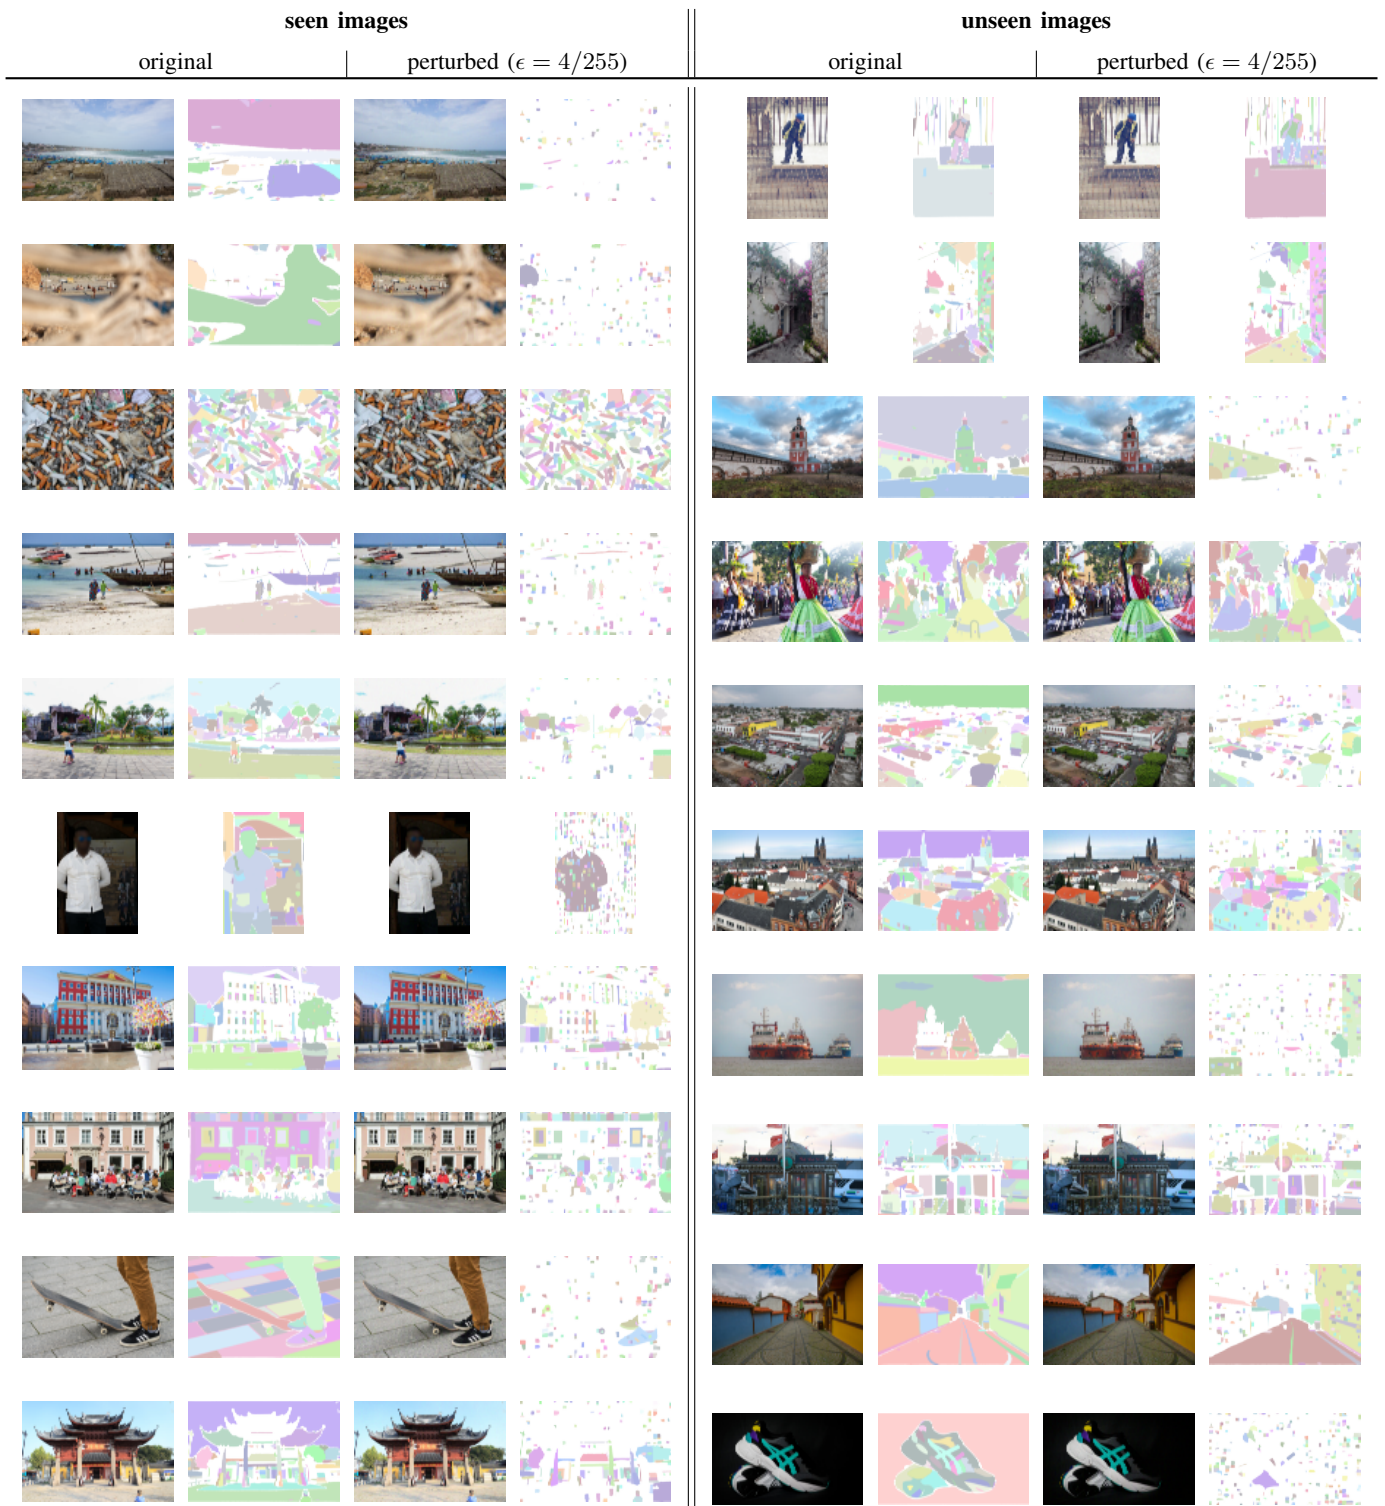 seen images
unseen images
original
perturbed (ϵ = 4/255)
original
perturbed (ϵ = 4/255)